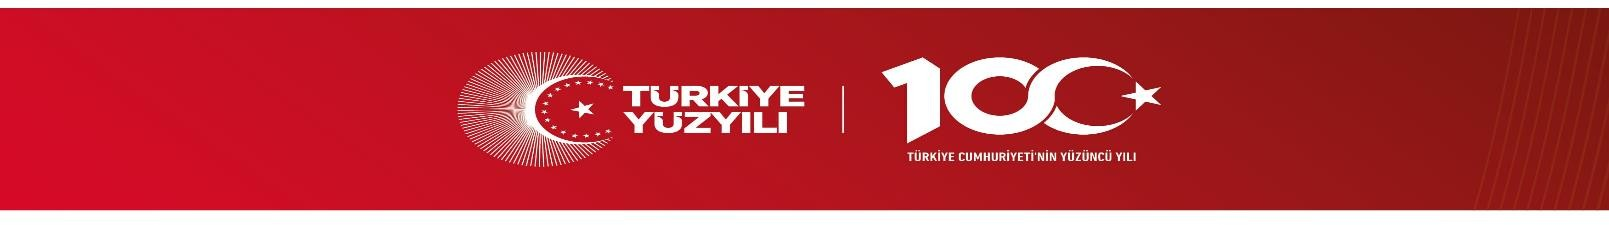 TÜRKİYE
YÜZYILI
100
TÜRKİYE CUMHURİYETİ'NİN YÜZÜNCÜ YILI